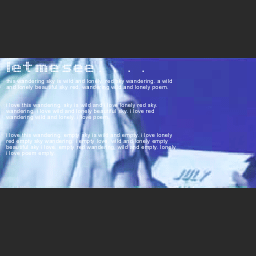 letmesee. . .
this wandering sky is wild and lonely. red sky wandering. a wild
and lonely beautiful sky. red. wandering wild and lonely poem.
i love this wandering. sky is wild and love lonely red sky.
wandering. i love wild and lonely sky. i love red
wandering wild and lonely. i love poem.
i love this wandering. empty sky is wild and empty. i love lonely
red empty sky wandering. i empty love wild and lonely empty
beautiful sky. i love empty red wandering. wild red empty. lonely
i love poem empty.
JULY